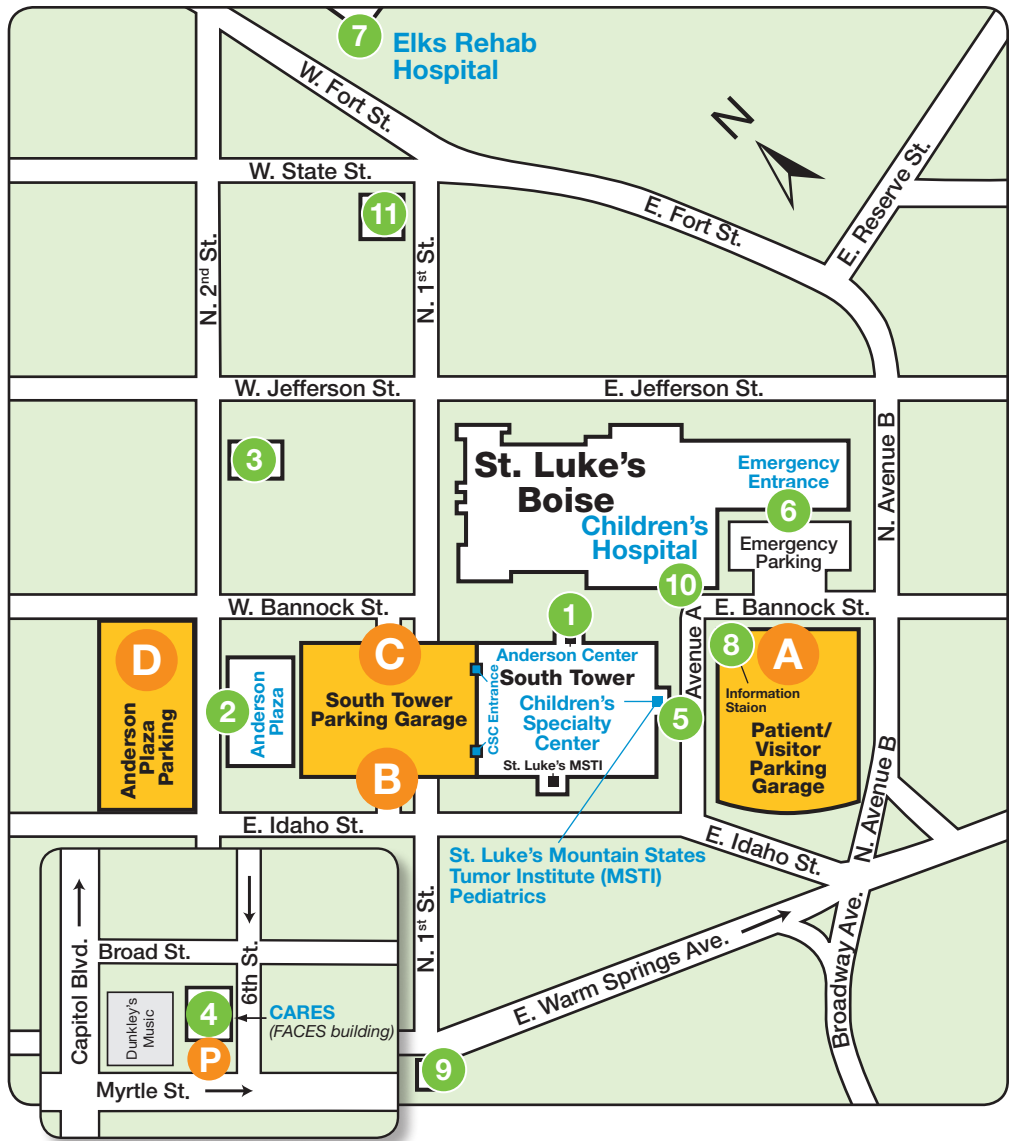 7
Elks Rehab
Hospital
W. Fort St.
N
W. State St.
11
E. Fort St.
E. Reserve St.
N. 2nd St.
N. 1st St.
W. Jefferson St.
E. Jefferson St.
3
St. Luke's
Boise
Children's
Hospital
Emergency
Entrance
6
Emergency
Parking
N. Avenue B
10
W. Bannock St.
E. Bannock St.
D
Anderson
Plaza
Parking
2
Anderson
Plaza
C
South Tower
Parking Garage
B
CSC Entrance
1
Anderson Center
South Tower
Children's
Specialty
Center
St. Luke's MSTI
5
Avenue A
8
A
Information
Staion
Patient/
Visitor
Parking
Garage
N. Avenue B
E. Idaho St.
E. Idaho St.
St. Luke's Mountain States
Tumor Institute (MSTI)
Pediatrics
N. 1st St.
E. Warm Springs Ave.
Broadway Ave.
9
Capitol Blvd.
Broad St.
6th St.
Dunkley's
Music
4
CARES
(FACES building)
P
Myrtle St.